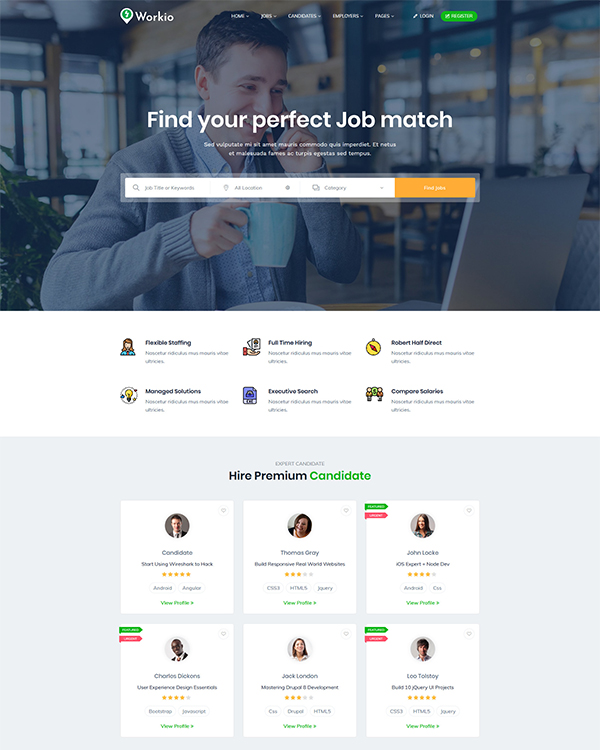 Workio
HOME JOBS CANDIDATES EMPLOYERS PAGES LOGIN REGISTER
Find your perfect Job match
Sed vulputate mi sit amet mauris commodo quis imperdiet. Et netus
et malesuada fames ac turpis egestas sed tempus.
Job Title or Keywords All Location Category Find Jobs
Flexible Staffing
Nascetur ridiculus mus mauris vitae
ultricies.
Full Time Hiring
Nascetur ridiculus mus mauris vitae
ultricies.
Robert Half Direct
Nascetur ridiculus mus mauris vitae
ultricies.
Managed Solutions
Nascetur ridiculus mus mauris vitae
ultricies.
Executive Search
Nascetur ridiculus mus mauris vitae
ultricies.
Compare Salaries
Nascetur ridiculus mus mauris vitae
ultricies.
EXPERT CANDIDATE
Hire Premium Candidate
Candidate
Start Using Wireshark to Hack
Android Angular
View Profile
Thomas Gray
Build Responsive Real World Websites
CSS3 HTML5 Jquery
View Profile
FEATURED
URGENT
John Locke
iOS Expert + Node Dev
Android Css
View Profile
FEATURED
URGENT
Charles Dickens
User Experience Design Essentials
Bootstrap Javascript
View Profile
Jack London
Mastering Drupal 8 Development
Css Drupal HTML5
View Profile
FEATURED
URGENT
Leo Tolstoy
Build 10 jQuery UI Projects
CSS3 HTML5 Jquery
View Profile